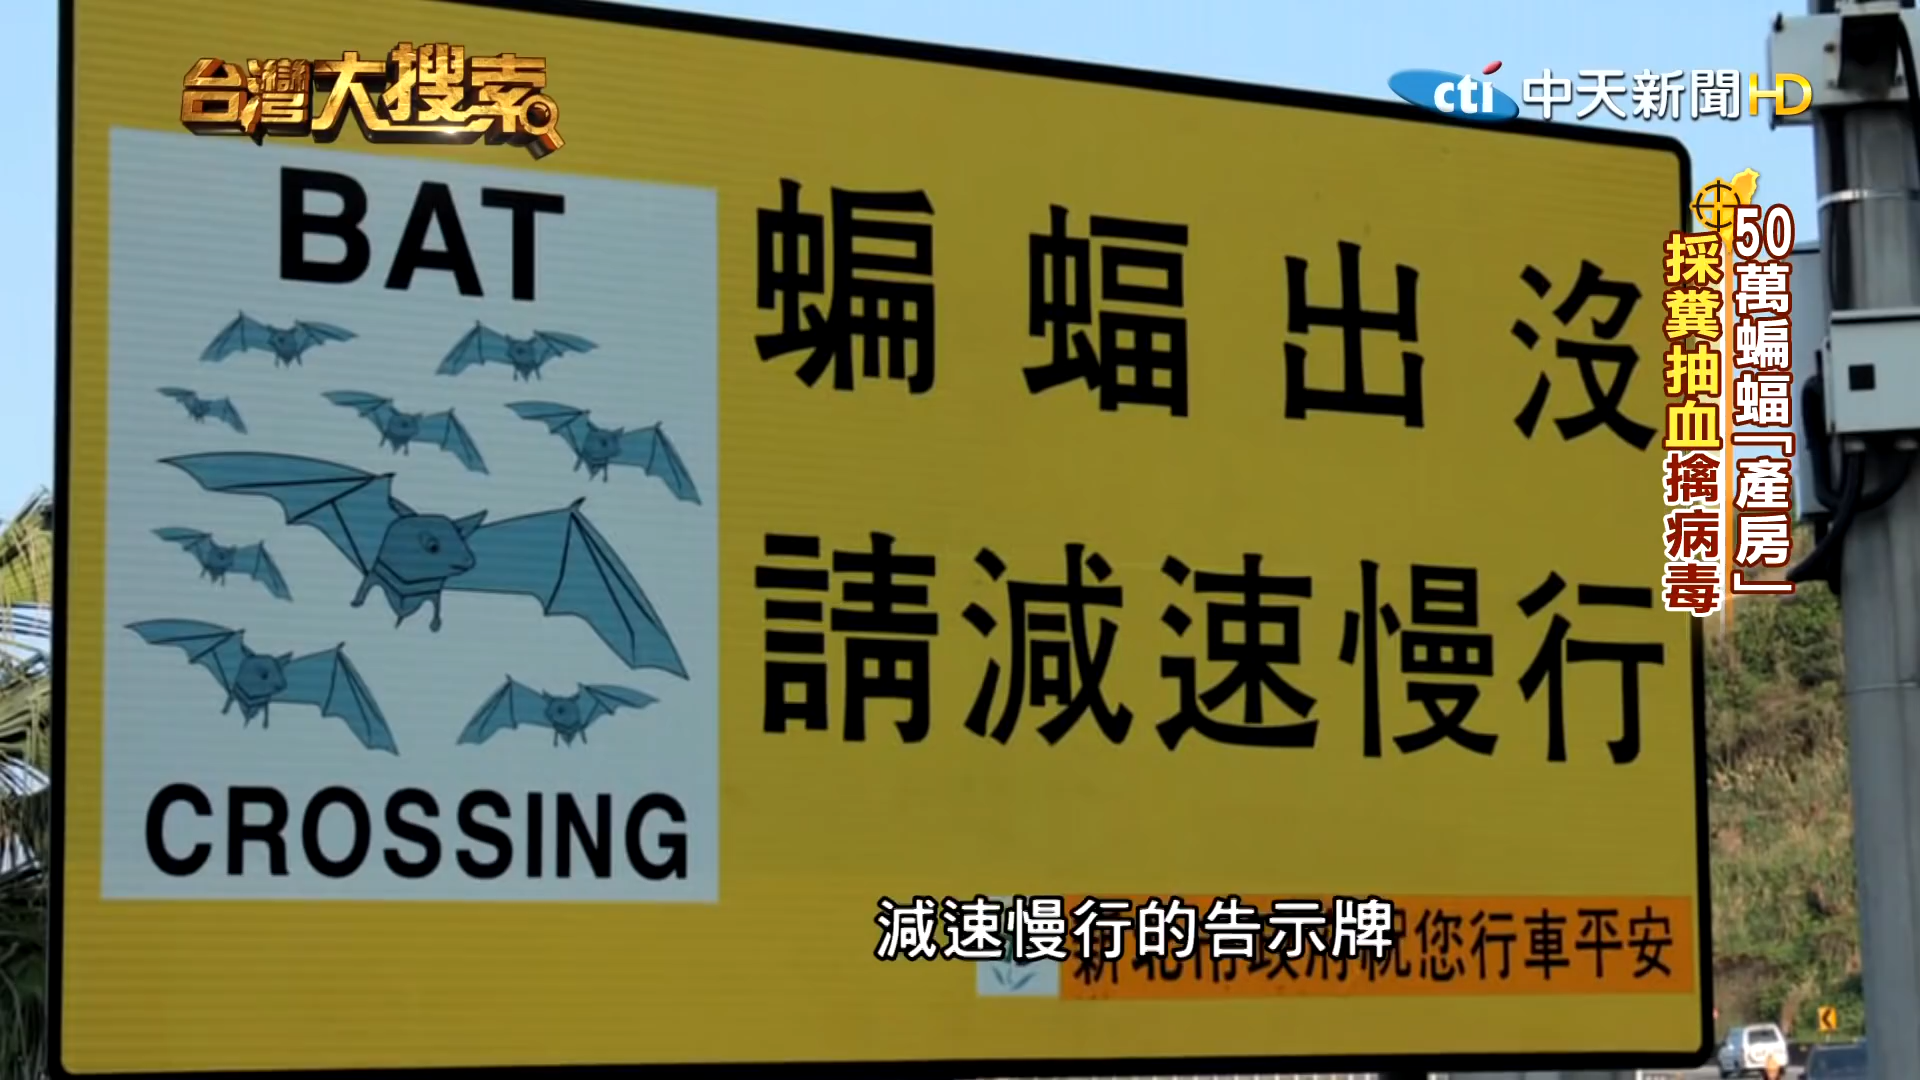 台灣大搜索
cti 中天新聞HD
50萬蝙蝠「產房」
採糞抽血擒病毒
BAT
CROSSING
蝙蝠出沒
請減速慢行
減速慢行的告示牌
祝您行車平安